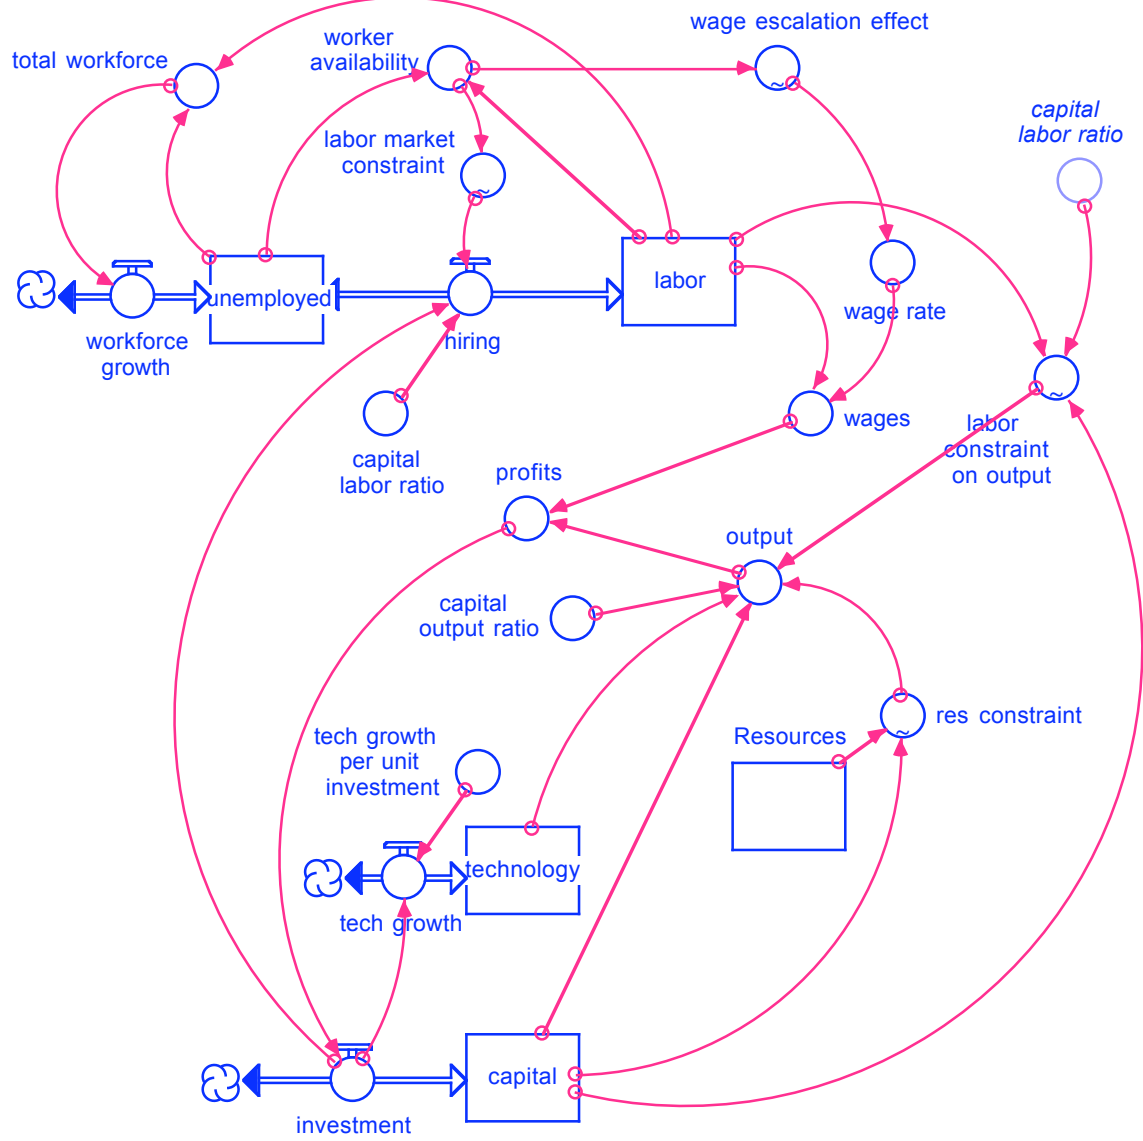 wage escalation effect
worker
availability
total workforce
capital
labor ratio
labor market
constraint
labor
unemployed
wage rate
workforce
growth
hiring
wages
labor
constraint
on output
capital
labor ratio
profits
output
capital
output ratio
res constraint
Resources
tech growth
per unit
investment
technology
tech growth
capital
investment
~
~
~
~